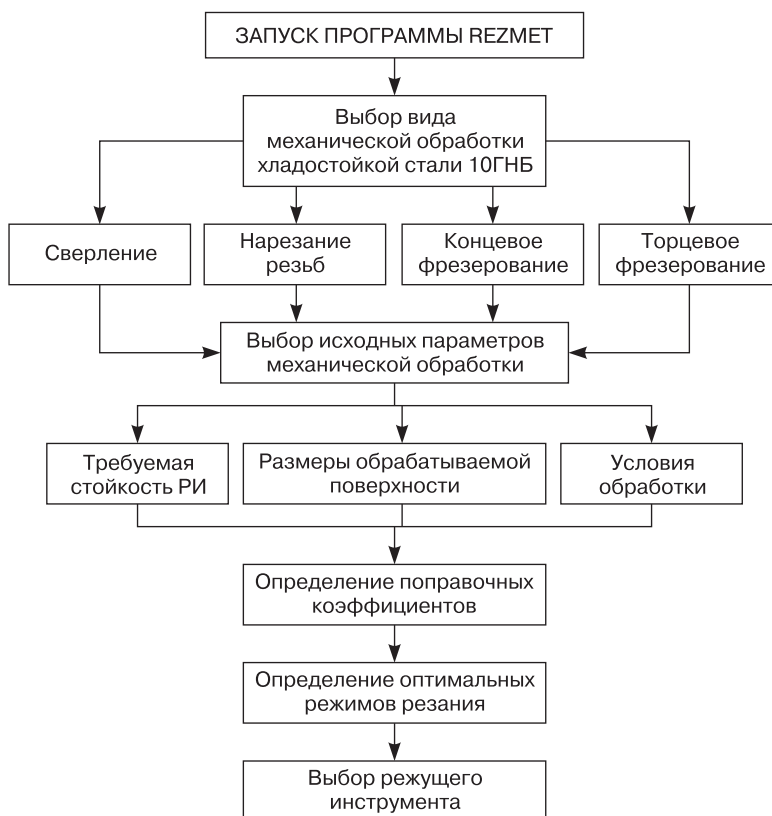 ЗАПУСК ПРОГРАММЫ REZMET
Выбор вида
механической обработки
хладостойкой стали 10ГНБ
Сверление
Нарезание
резьб
Концевое
фрезерование
Торцевое
фрезерование
Выбор исходных параметров
механической обработки
Требуемая
стойкость РИ
Размеры обрабатываемой
поверхности
Условия
обработки
Определение поправочных
коэффициентов
Определение оптимальных
режимов резания
Выбор режущего
инструмента